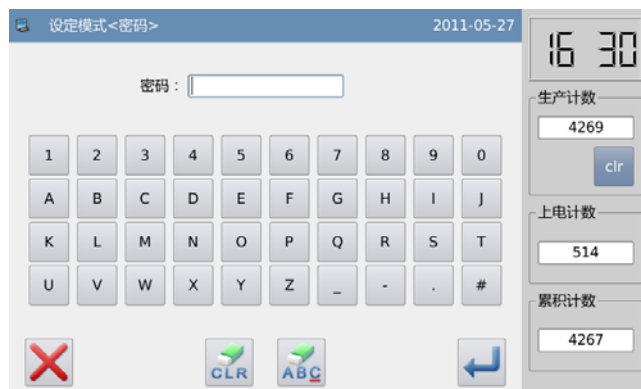 设定模式<密码> 2011-05-27
密码：
1 2 3 4 5 6 7 8 9 0
A B C D E F G H I J
K L M N O P Q R S T
U V W X Y Z _ - . #
CLR ABC
16 30
生产计数
4269
clr
上电计数
514
累积计数
4267